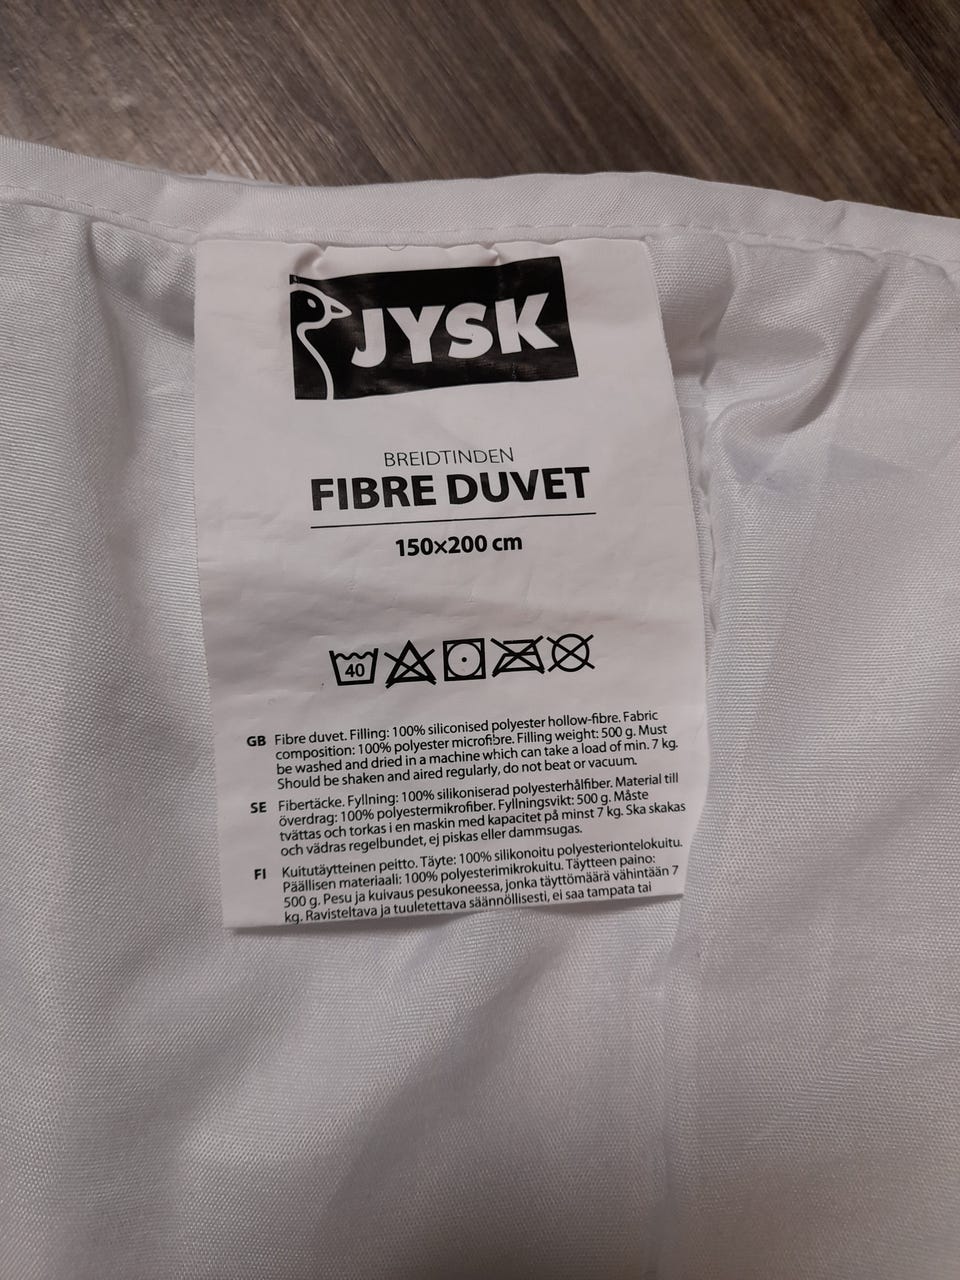 JYSK
BREIDTINDEN
FIBRE DUVET
150×200 cm
40
GB Fibre duvet. Filling: 100% siliconised polyester hollow-fibre. Fabric
composition: 100% polyester microfibre. Filling weight: 500 g. Must
be washed and dried in a machine which can take a load of min. 7 kg.
Should be shaken and aired regularly, do not beat or vacuum.
SE Fibertäcke. Fyllning: 100% silikoniserad polyesterhålfiber. Material till
överdrag: 100% polyestermikrofiber. Fyllningsvikt: 500 g. Måste
tvättas och torkas i en maskin med kapacitet på minst 7 kg. Ska skakas
och vädras regelbundet, ej piskas eller dammsugas.
FI Kuitutäytteinen peitto. Täyte: 100% silikonoitu polyesteriontelokuitu.
Päällisen materiaali: 100% polyesterimikrokuitu. Täytteen paino:
500 g. Pesu ja kuivaus pesukoneessa, jonka täyttömäärä vähintään 7
kg. Ravisteltava ja tuuletettava säännöllisesti, ei saa tampata tai